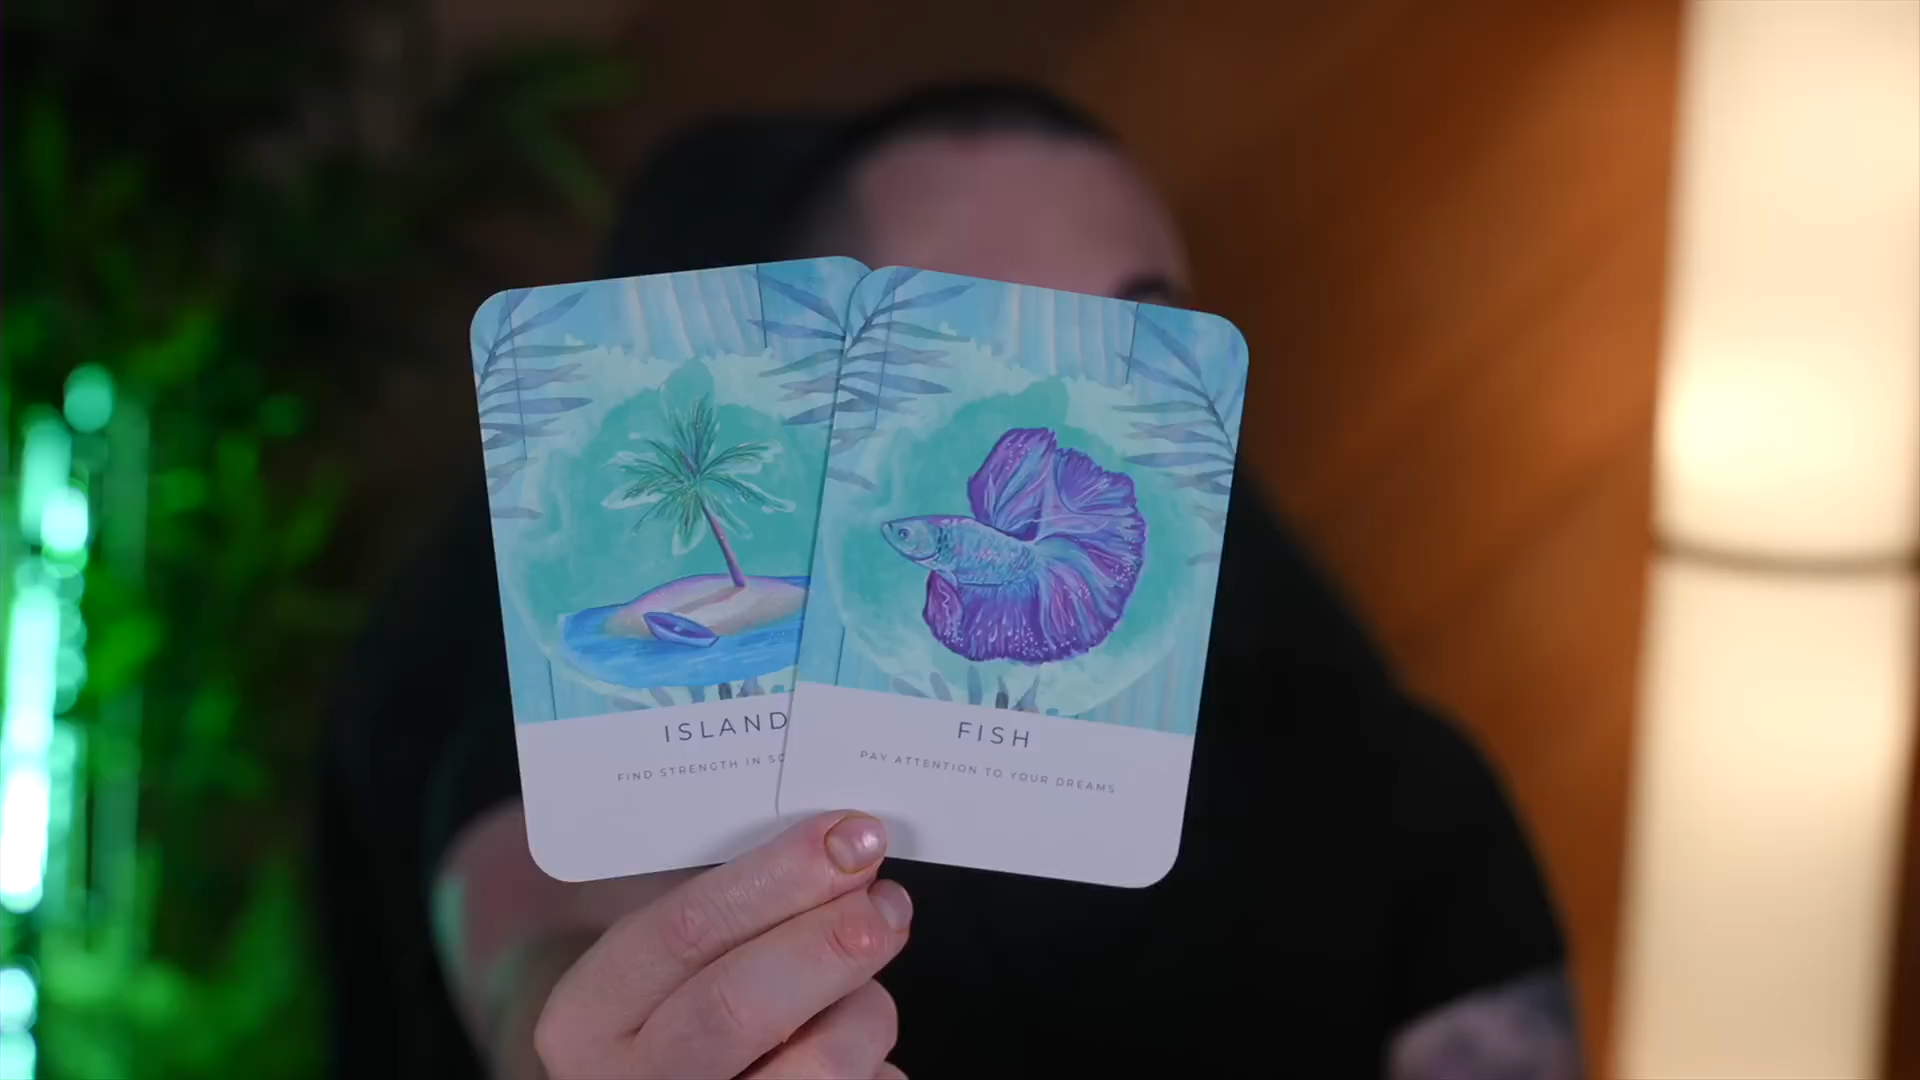 ISLAND
FIND STRENGTH IN
FISH
PAY ATTENTION TO YOUR DREAMS